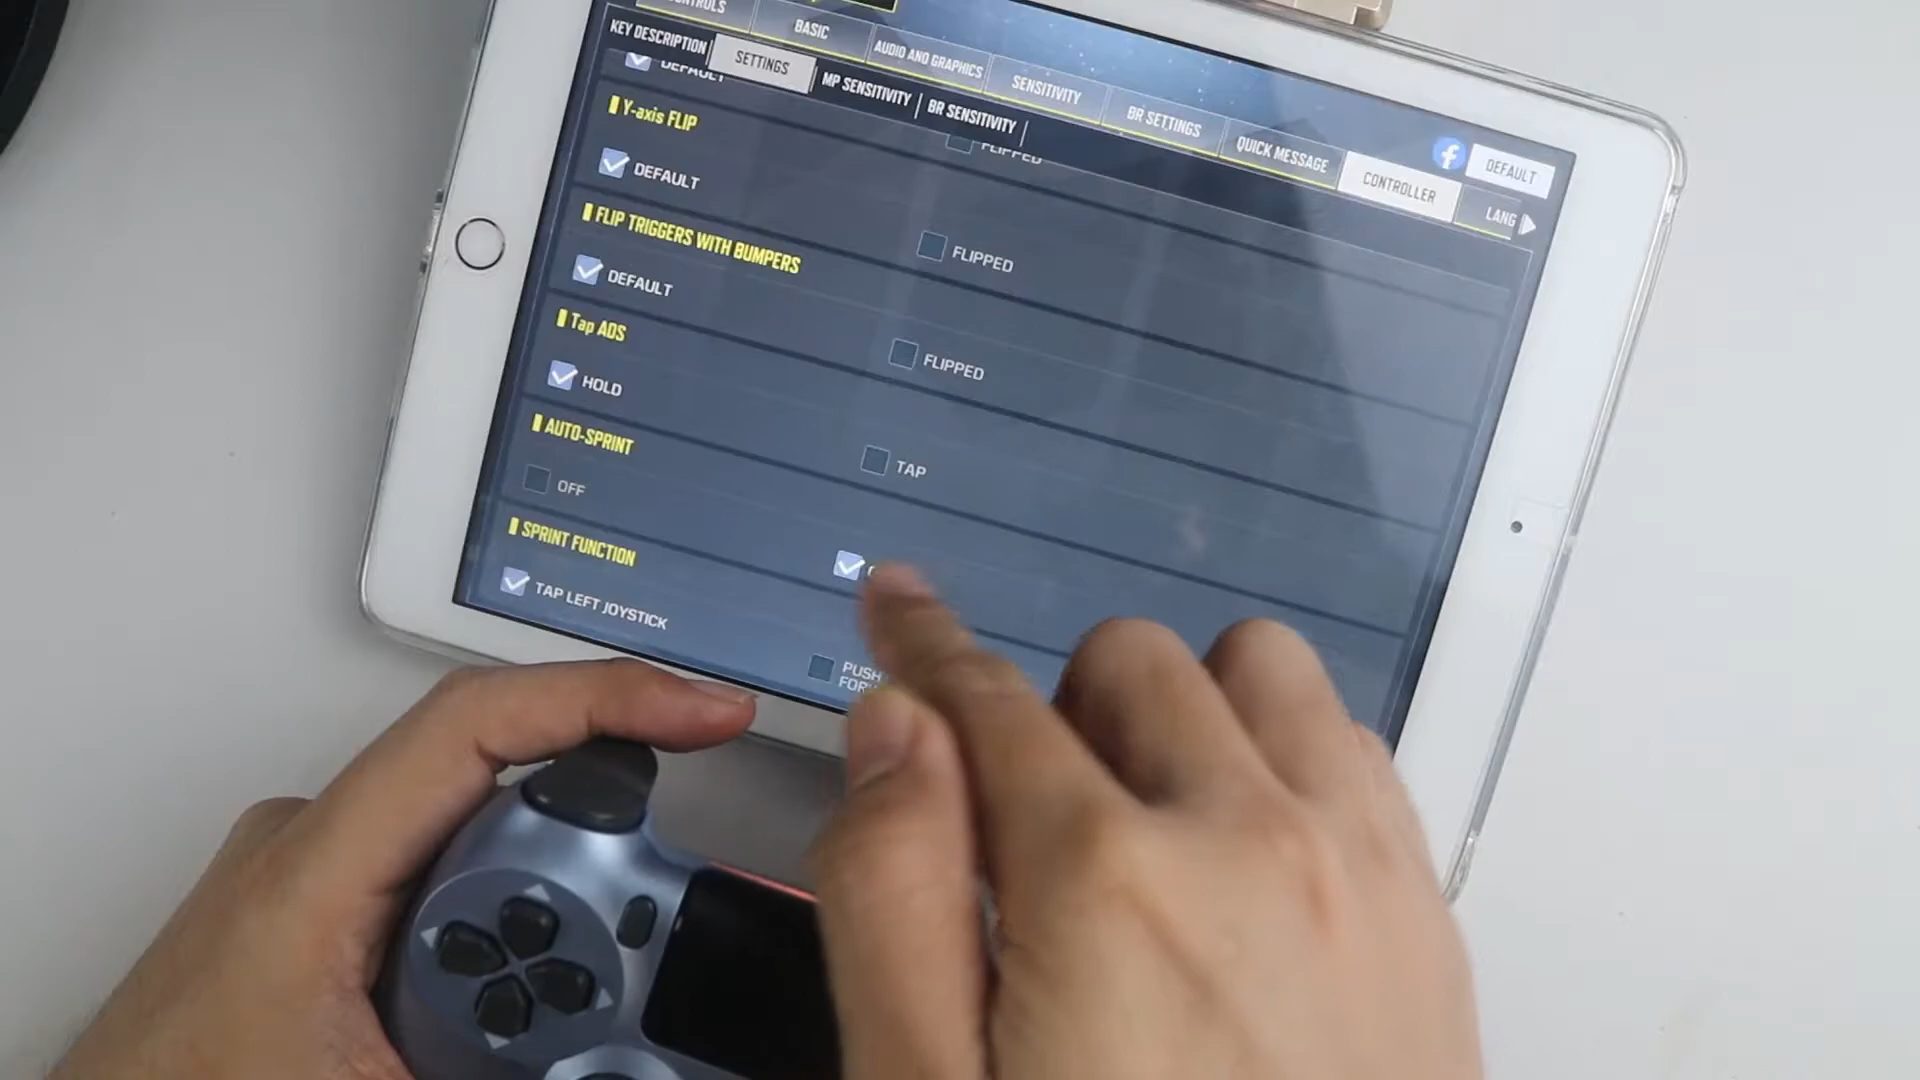 CONTROLS
BASIC
AUDIO AND GRAPHICS
SENSITIVITY
BR SETTINGS
QUICK MESSAGE
CONTROLLER
LANG
DEFAULT
KEY DESCRIPTION
SETTINGS
MP SENSITIVITY
BR SENSITIVITY
DEFAULT
FLIPPED
Y-axis FLIP
DEFAULT
FLIPPED
FLIP TRIGGERS WITH BUMPERS
DEFAULT
FLIPPED
Tap ADS
HOLD
TAP
AUTO-SPRINT
OFF
SPRINT FUNCTION
TAP LEFT JOYSTICK
PUSH